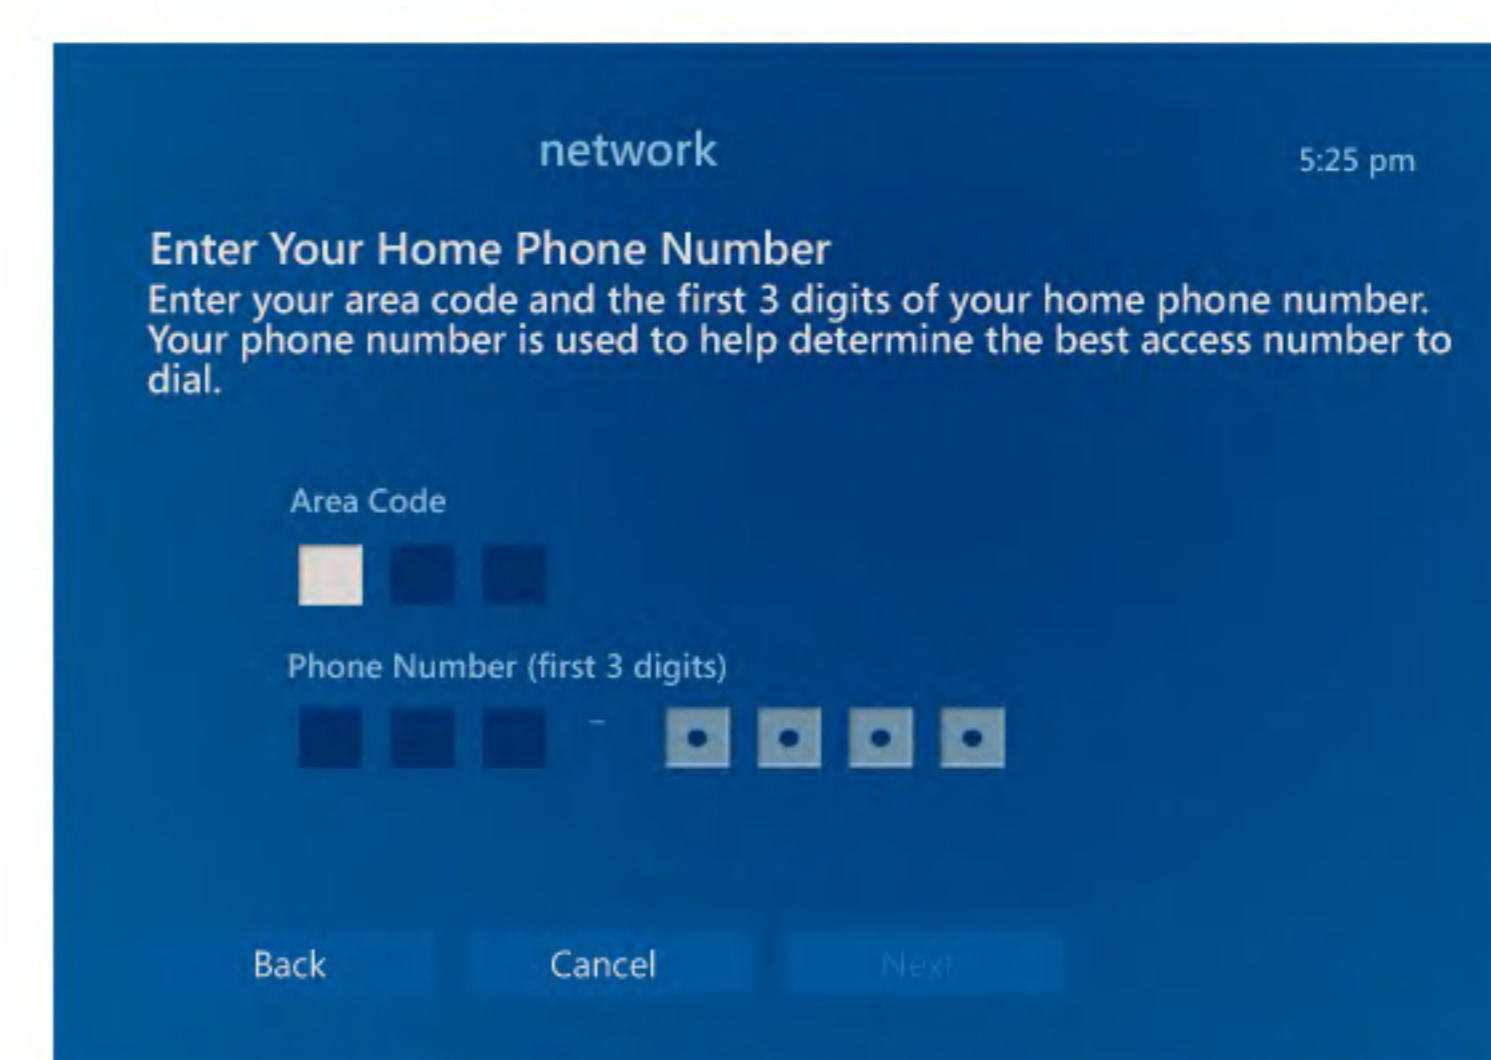 network
5:25 pm
Enter Your Home Phone Number
Enter your area code and the first 3 digits of your home phone number.
Your phone number is used to help determine the best access number to
dial.
Area Code
Phone Number (first 3 digits)
–
Back
Cancel
Next